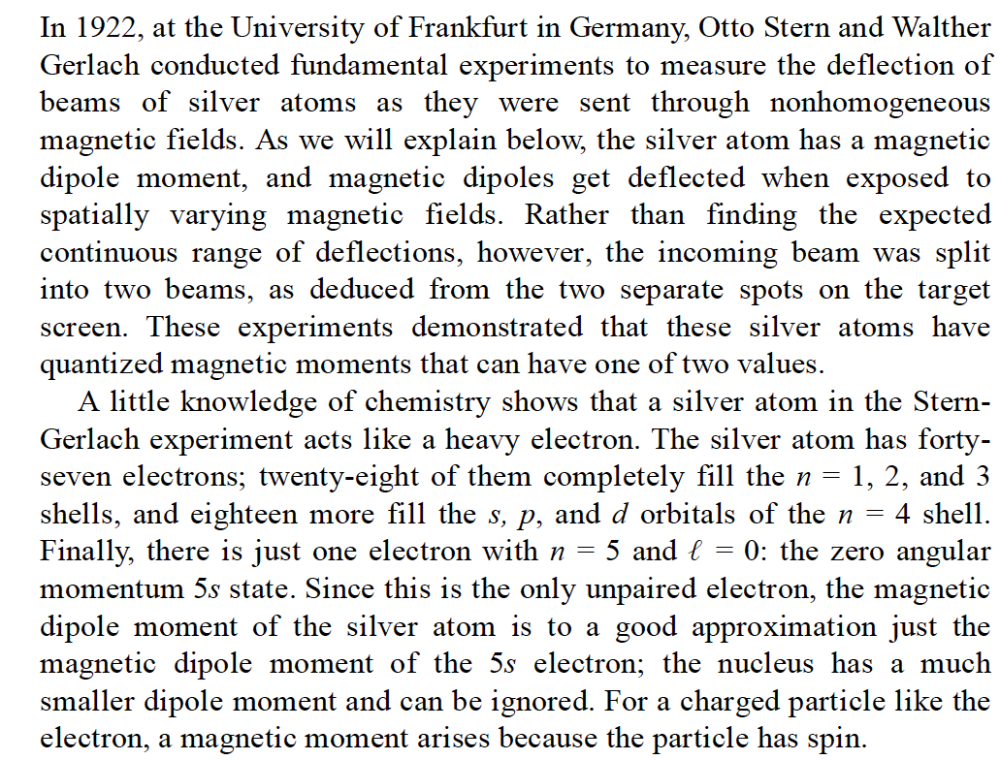 In 1922, at the University of Frankfurt in Germany, Otto Stern and Walther
Gerlach conducted fundamental experiments to measure the deflection of
beams of silver atoms as they were sent through nonhomogeneous
magnetic fields. As we will explain below, the silver atom has a magnetic
dipole moment, and magnetic dipoles get deflected when exposed to
spatially varying magnetic fields. Rather than finding the expected
continuous range of deflections, however, the incoming beam was split
into two beams, as deduced from the two separate spots on the target
screen. These experiments demonstrated that these silver atoms have
quantized magnetic moments that can have one of two values.
A little knowledge of chemistry shows that a silver atom in the Stern-
Gerlach experiment acts like a heavy electron. The silver atom has forty-
seven electrons; twenty-eight of them completely fill the n = 1, 2, and 3
shells, and eighteen more fill the s, p, and d orbitals of the n = 4 shell.
Finally, there is just one electron with n = 5 and ℓ = 0: the zero angular
momentum 5s state. Since this is the only unpaired electron, the magnetic
dipole moment of the silver atom is to a good approximation just the
magnetic dipole moment of the 5s electron; the nucleus has a much
smaller dipole moment and can be ignored. For a charged particle like the
electron, a magnetic moment arises because the particle has spin.